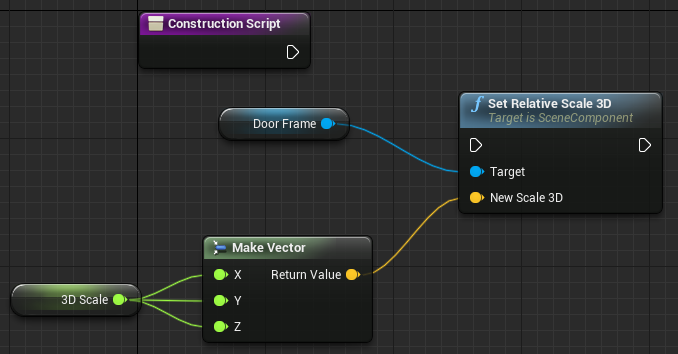 Construction Script
Set Relative Scale 3D
Target is SceneComponent
Door Frame
Target
New Scale 3D
Make Vector
X
Return Value
3D Scale
Y
Z